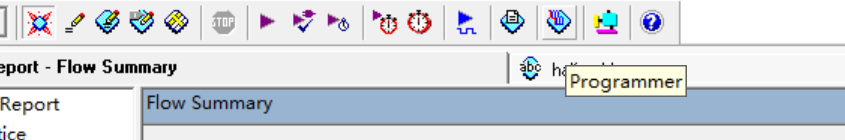 STOP
eport - Flow Summary
abc
Programmer
Report
Flow Summary
tice